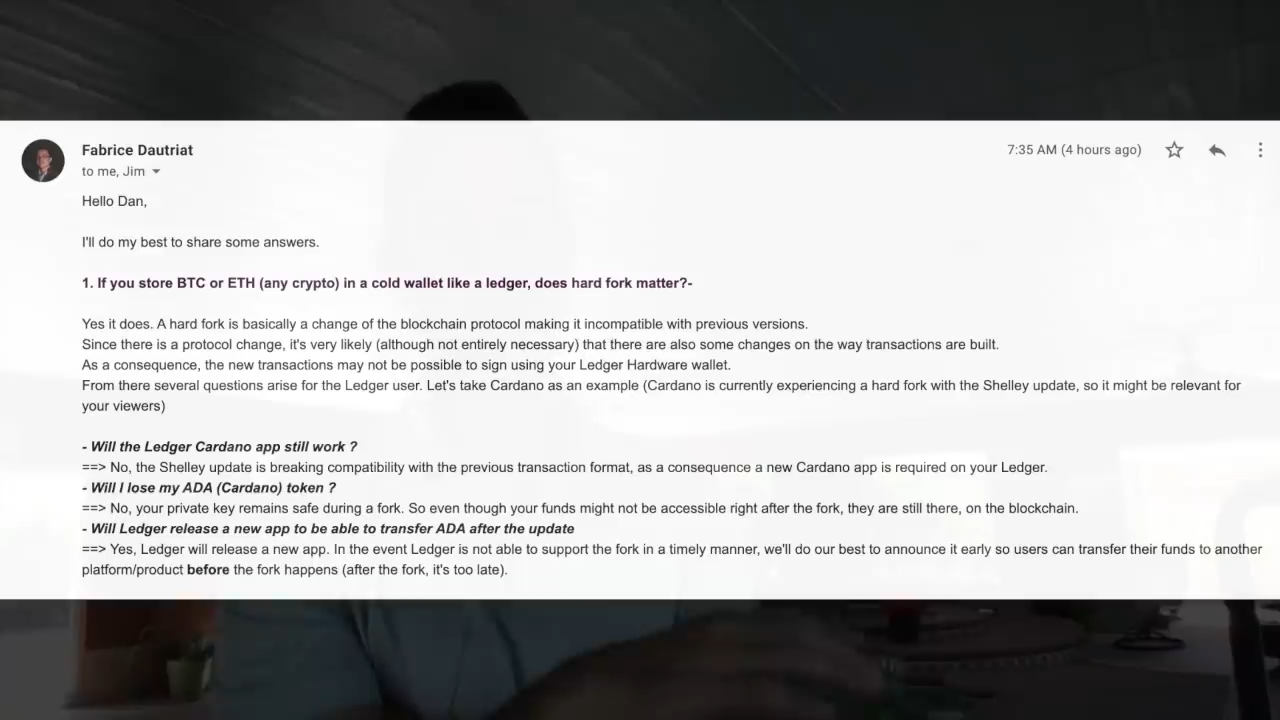 Fabrice Dautriat
7:35 AM (4 hours ago)
to me, Jim
Hello Dan,
I'll do my best to share some answers.
1. If you store BTC or ETH (any crypto) in a cold wallet like a ledger, does hard fork matter?-
Yes it does. A hard fork is basically a change of the blockchain protocol making it incompatible with previous versions.
Since there is a protocol change, it's very likely (although not entirely necessary) that there are also some changes on the way transactions are built.
As a consequence, the new transactions may not be possible to sign using your Ledger Hardware wallet.
From there several questions arise for the Ledger user. Let's take Cardano as an example (Cardano is currently experiencing a hard fork with the Shelley update, so it might be relevant for
your viewers)
- Will the Ledger Cardano app still work ?
==> No, the Shelley update is breaking compatibility with the previous transaction format, as a consequence a new Cardano app is required on your Ledger.
- Will I lose my ADA (Cardano) token ?
==> No, your private key remains safe during a fork. So even though your funds might not be accessible right after the fork, they are still there, on the blockchain.
- Will Ledger release a new app to be able to transfer ADA after the update
==> Yes, Ledger will release a new app. In the event Ledger is not able to support the fork in a timely manner, we'll do our best to announce it early so users can transfer their funds to another
platform/product before the fork happens (after the fork, it's too late).